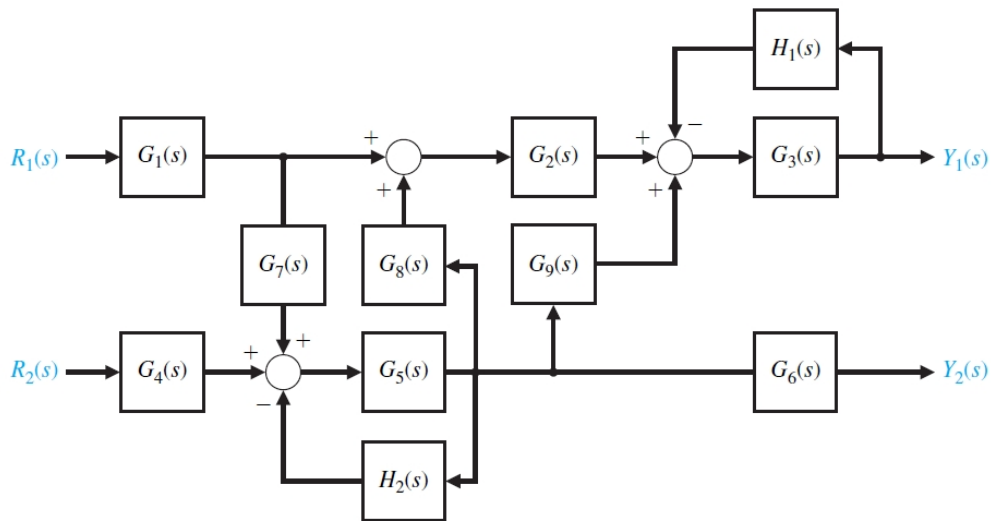 H₁(s)
−
R₁(s) G₁(s) + G₂(s) + G₃(s) Y₁(s)
+ +
G₇(s) G₈(s) G₉(s)
+ +
R₂(s) G₄(s) G₅(s) G₆(s) Y₂(s)
−
H₂(s)